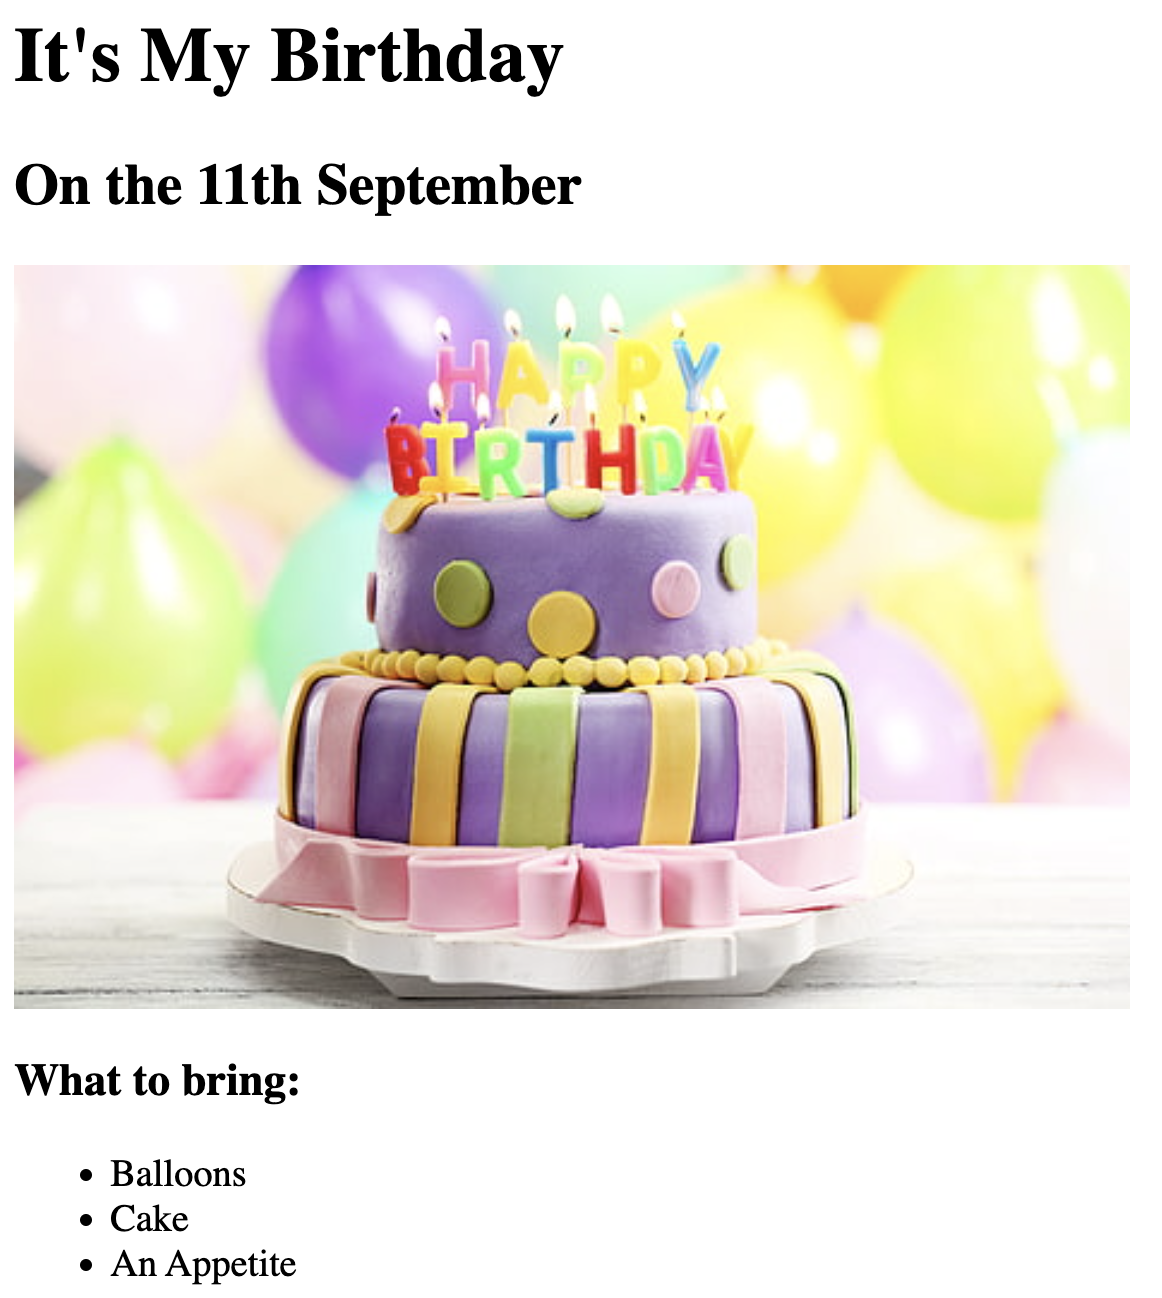 It's My Birthday
On the 11th September
HAPPY
BIRTHDAY
What to bring:
Balloons
Cake
An Appetite